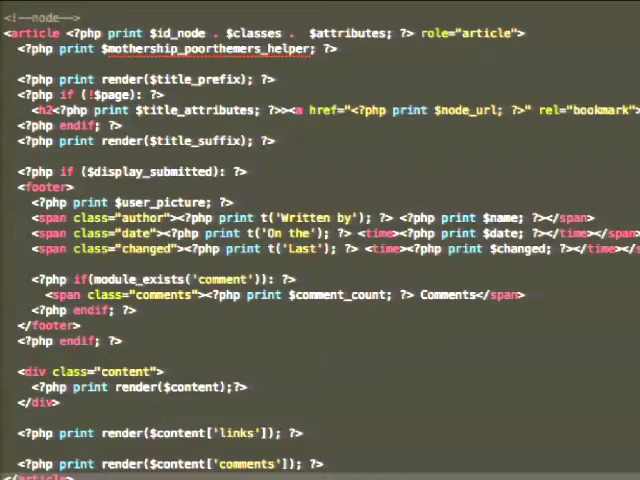 <!--node-->
<article <?php print $id_node . $classes .  $attributes; ?> role="article">
<?php print $mothership_poorthemers_helper; ?>
<?php print render($title_prefix); ?>
<?php if (!$page): ?>
<h2<?php print $title_attributes; ?>><a href="<?php print $node_url; ?>" rel="bookmark">
<?php endif; ?>
<?php print render($title_suffix); ?>
<?php if ($display_submitted): ?>
<footer>
<?php print $user_picture; ?>
<span class="author"><?php print t('Written by'); ?> <?php print $name; ?></span>
<span class="date"><?php print t('On the'); ?> <time><?php print $date; ?></time></span>
<span class="changed"><?php print t('Last'); ?> <time><?php print $changed; ?></time></s
<?php if(module_exists('comment')): ?>
<span class="comments"><?php print $comment_count; ?> Comments</span>
<?php endif; ?>
</footer>
<?php endif; ?>
<div class="content">
<?php print render($content);?>
</div>
<?php print render($content['links']); ?>
<?php print render($content['comments']); ?>
</article>